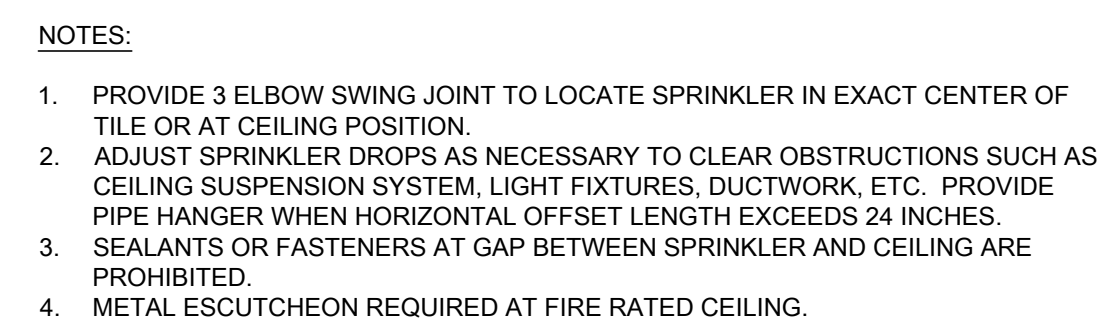 NOTES:
1. PROVIDE 3 ELBOW SWING JOINT TO LOCATE SPRINKLER IN EXACT CENTER OF
TILE OR AT CEILING POSITION.
2. ADJUST SPRINKLER DROPS AS NECESSARY TO CLEAR OBSTRUCTIONS SUCH AS
CEILING SUSPENSION SYSTEM, LIGHT FIXTURES, DUCTWORK, ETC.  PROVIDE
PIPE HANGER WHEN HORIZONTAL OFFSET LENGTH EXCEEDS 24 INCHES.
3. SEALANTS OR FASTENERS AT GAP BETWEEN SPRINKLER AND CEILING ARE
PROHIBITED.
4. METAL ESCUTCHEON REQUIRED AT FIRE RATED CEILING.